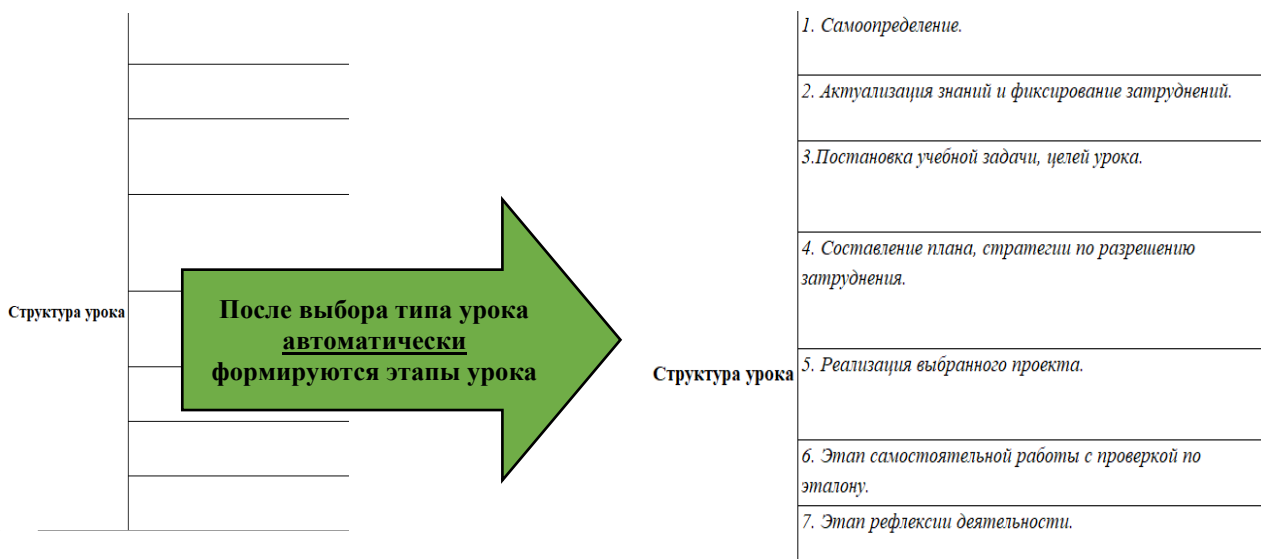 Структура урока
После выбора типа урока
автоматически
формируются этапы урока
Структура урока
1. Самоопределение.
2. Актуализация знаний и фиксирование затруднений.
3.Постановка учебной задачи, целей урока.
4. Составление плана, стратегии по разрешению
затруднения.
5. Реализация выбранного проекта.
6. Этап самостоятельной работы с проверкой по
эталону.
7. Этап рефлексии деятельности.